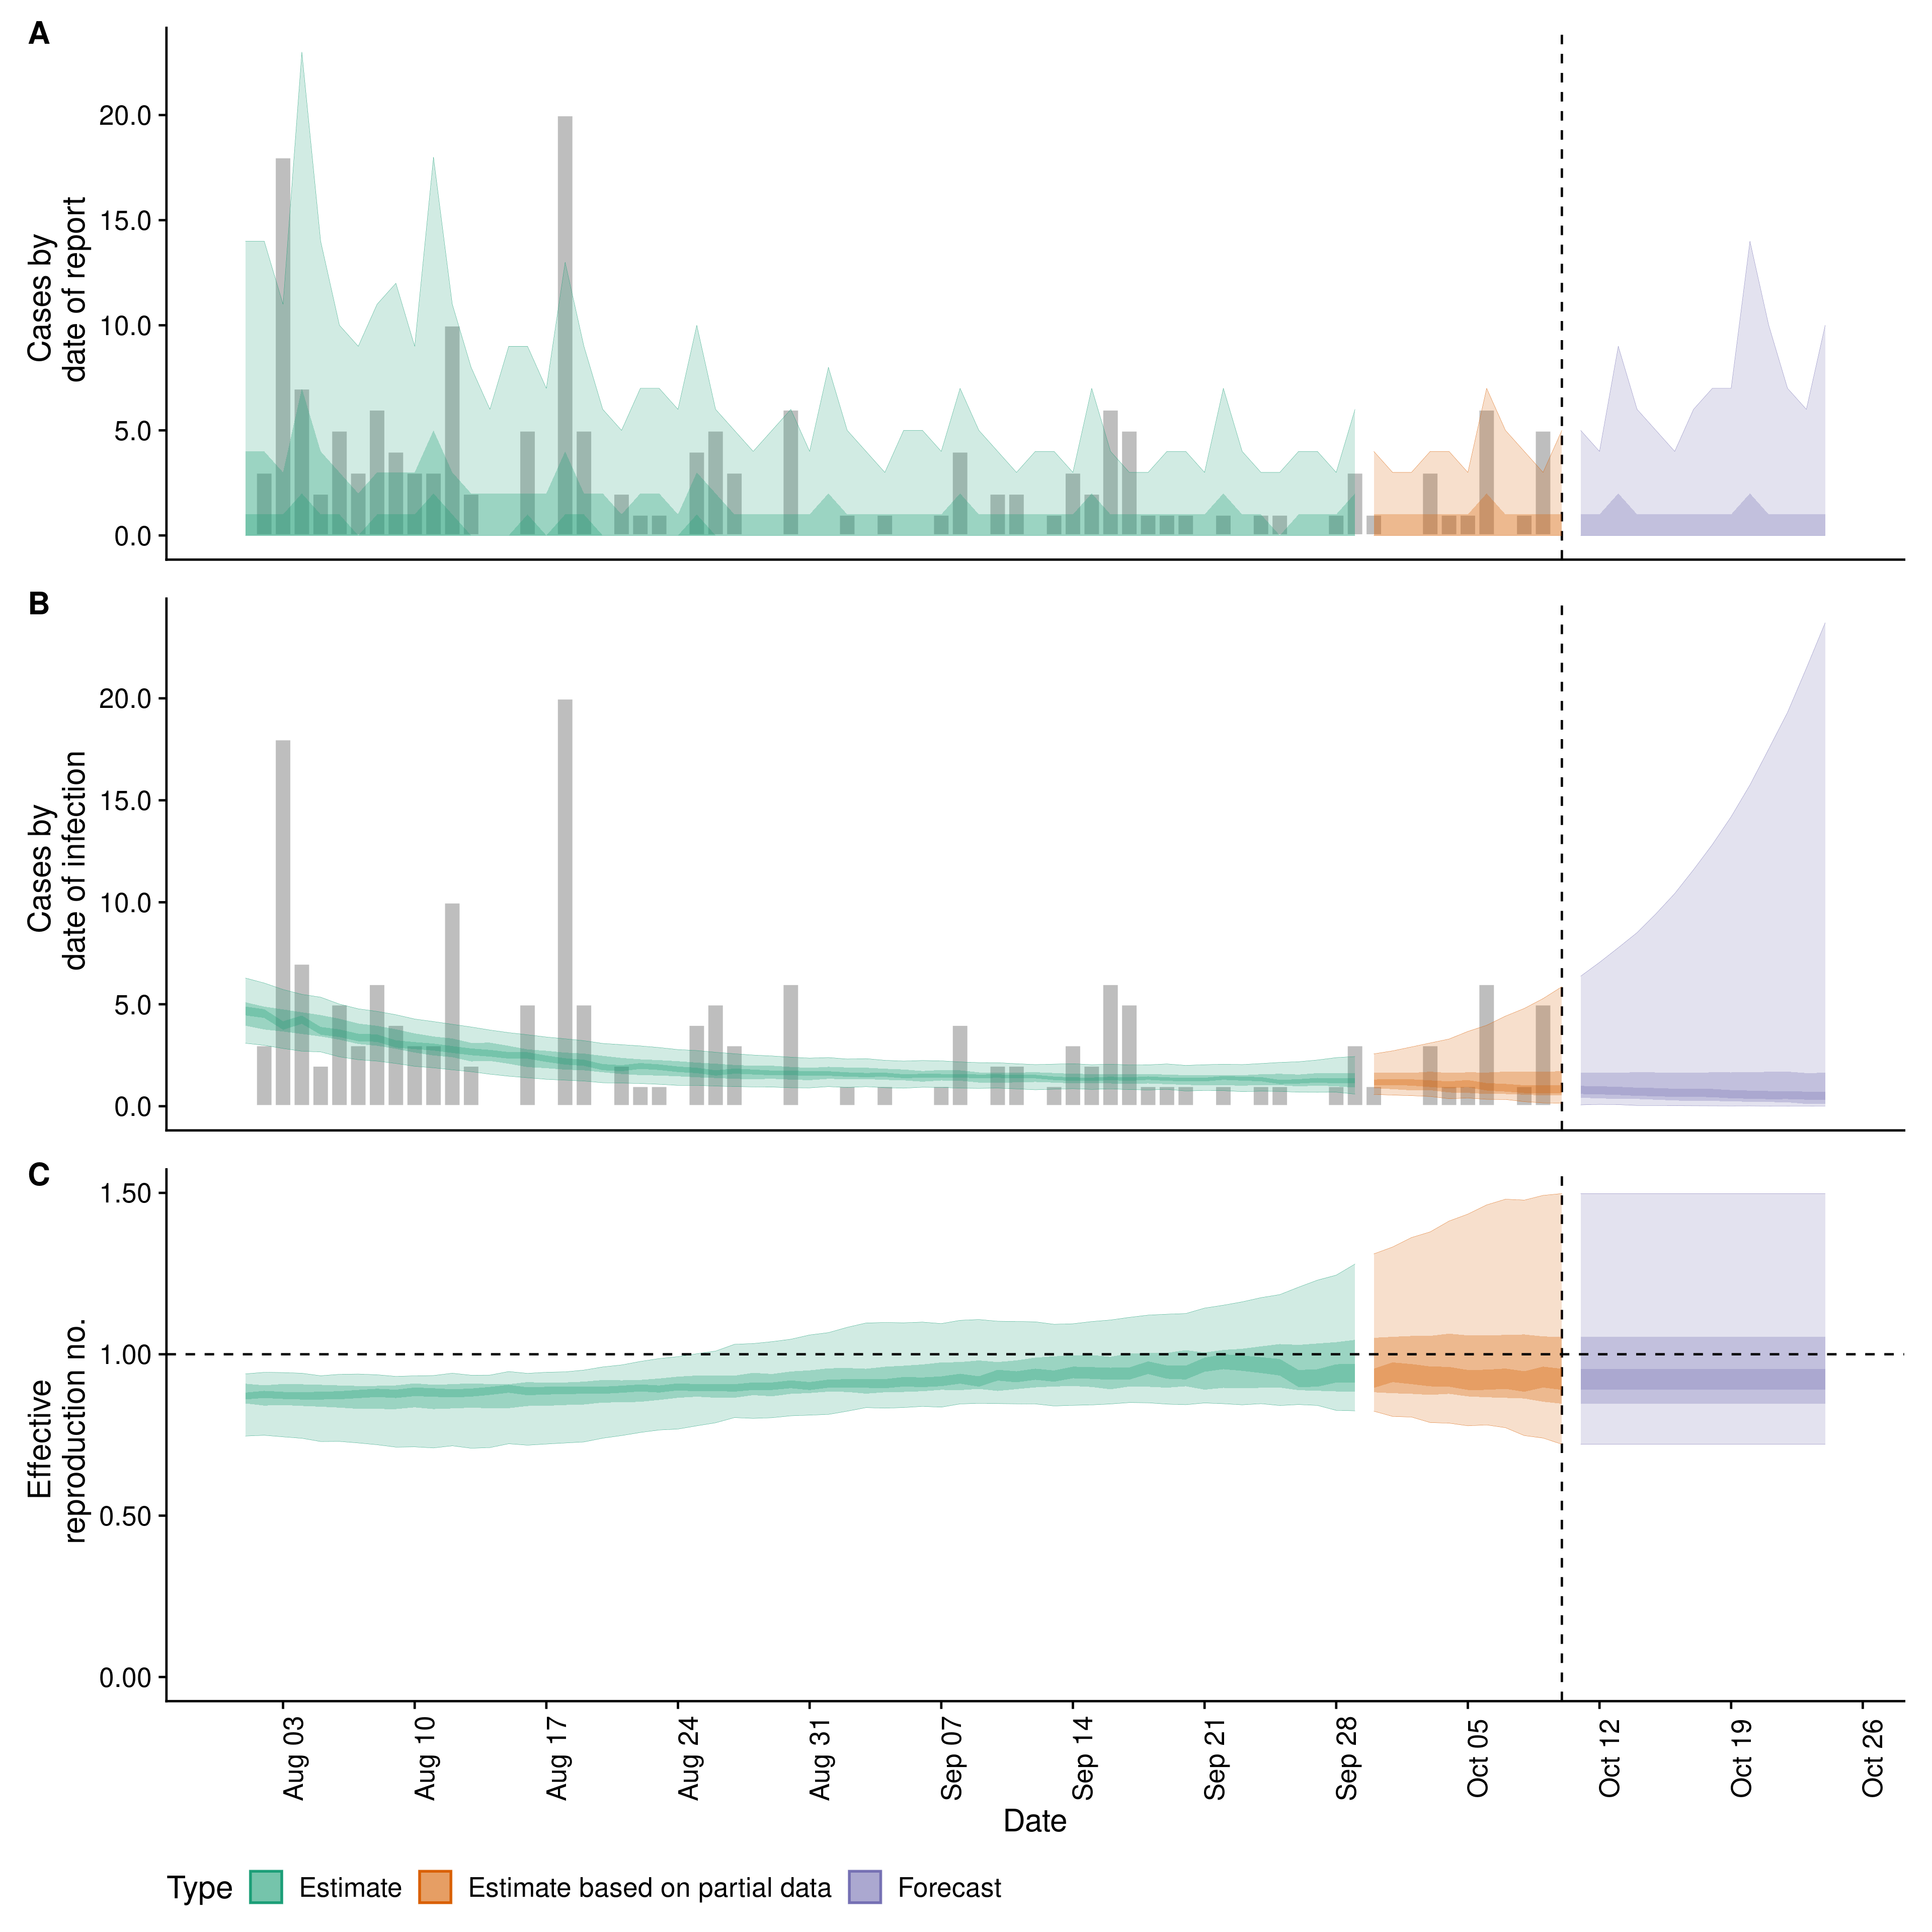 A
Cases by
date of report
20.0
15.0
10.0
5.0
0.0
B
Cases by
date of infection
20.0
15.0
10.0
5.0
0.0
C
Effective
reproduction no.
1.50
1.00
0.50
0.00
Aug 03
Aug 10
Aug 17
Aug 24
Aug 31
Sep 07
Sep 14
Sep 21
Sep 28
Oct 05
Oct 12
Oct 19
Oct 26
Date
Type Estimate Estimate based on partial data Forecast